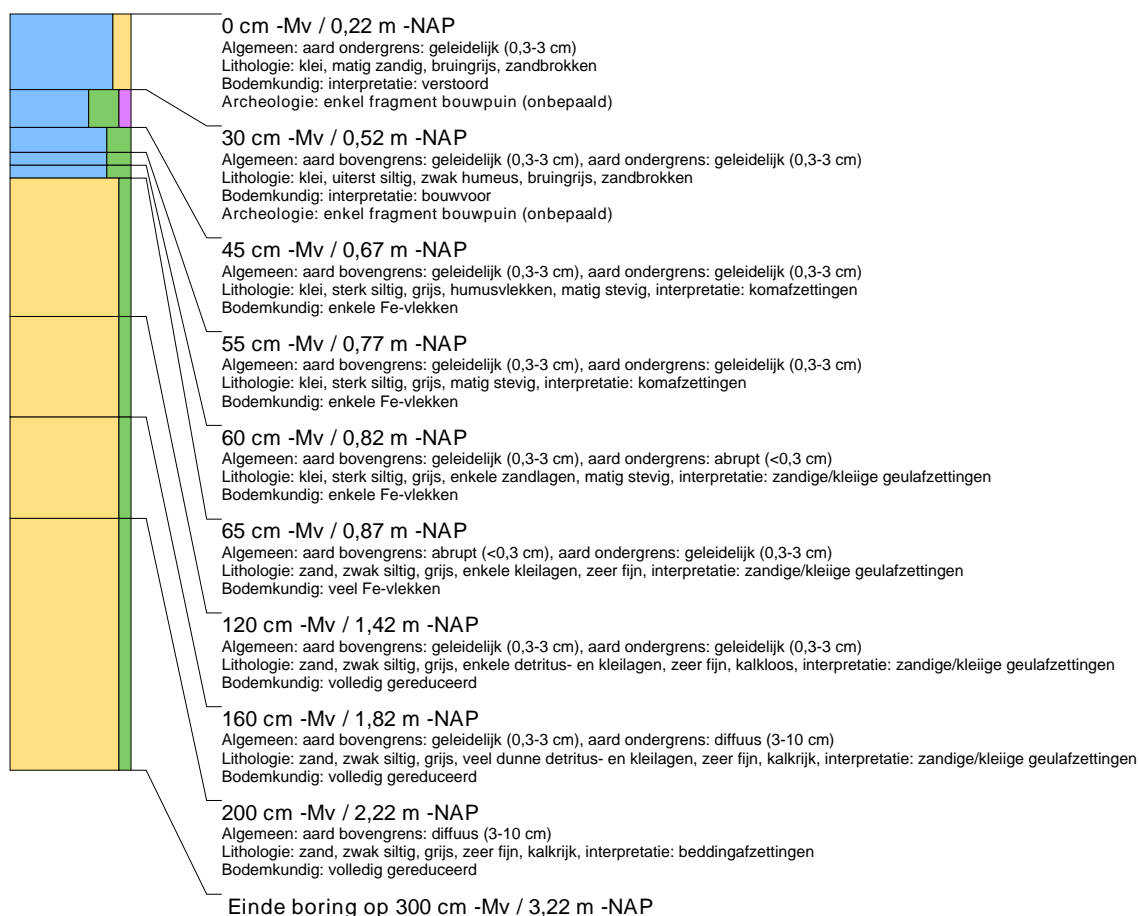 0 cm -Mv / 0,22 m -NAP
Algemeen: aard ondergrens: geleidelijk (0,3-3 cm)
Lithologie: klei, matig zandig, bruingrijs, zandbrokken
Bodemkundig: interpretatie: verstoord
Archeologie: enkel fragment bouwpuin (onbepaald)
30 cm -Mv / 0,52 m -NAP
Algemeen: aard bovengrens: geleidelijk (0,3-3 cm), aard ondergrens: geleidelijk (0,3-3 cm)
Lithologie: klei, uiterst siltig, zwak humeus, bruingrijs, zandbrokken
Bodemkundig: interpretatie: bouwvoor
Archeologie: enkel fragment bouwpuin (onbepaald)
45 cm -Mv / 0,67 m -NAP
Algemeen: aard bovengrens: geleidelijk (0,3-3 cm), aard ondergrens: geleidelijk (0,3-3 cm)
Lithologie: klei, sterk siltig, grijs, humusvlekken, matig stevig, interpretatie: komafzettingen
Bodemkundig: enkele Fe-vlekken
55 cm -Mv / 0,77 m -NAP
Algemeen: aard bovengrens: geleidelijk (0,3-3 cm), aard ondergrens: geleidelijk (0,3-3 cm)
Lithologie: klei, sterk siltig, grijs, matig stevig, interpretatie: komafzettingen
Bodemkundig: enkele Fe-vlekken
60 cm -Mv / 0,82 m -NAP
Algemeen: aard bovengrens: geleidelijk (0,3-3 cm), aard ondergrens: abrupt (<0,3 cm)
Lithologie: klei, sterk siltig, grijs, enkele zandlagen, matig stevig, interpretatie: zandige/kleiige geulafzettingen
Bodemkundig: enkele Fe-vlekken
65 cm -Mv / 0,87 m -NAP
Algemeen: aard bovengrens: abrupt (<0,3 cm), aard ondergrens: geleidelijk (0,3-3 cm)
Lithologie: zand, zwak siltig, grijs, enkele kleilagen, zeer fijn, interpretatie: zandige/kleiige geulafzettingen
Bodemkundig: veel Fe-vlekken
120 cm -Mv / 1,42 m -NAP
Algemeen: aard bovengrens: geleidelijk (0,3-3 cm), aard ondergrens: geleidelijk (0,3-3 cm)
Lithologie: zand, zwak siltig, grijs, enkele detritus- en kleilagen, zeer fijn, kalkloos, interpretatie: zandige/kleiige geulafzettingen
Bodemkundig: volledig gereduceerd
160 cm -Mv / 1,82 m -NAP
Algemeen: aard bovengrens: geleidelijk (0,3-3 cm), aard ondergrens: diffuus (3-10 cm)
Lithologie: zand, zwak siltig, grijs, veel dunne detritus- en kleilagen, zeer fijn, kalkrijk, interpretatie: zandige/kleiige geulafzettingen
Bodemkundig: volledig gereduceerd
200 cm -Mv / 2,22 m -NAP
Algemeen: aard bovengrens: diffuus (3-10 cm)
Lithologie: zand, zwak siltig, grijs, zeer fijn, kalkrijk, interpretatie: beddingafzettingen
Bodemkundig: volledig gereduceerd
Einde boring op 300 cm -Mv / 3,22 m -NAP